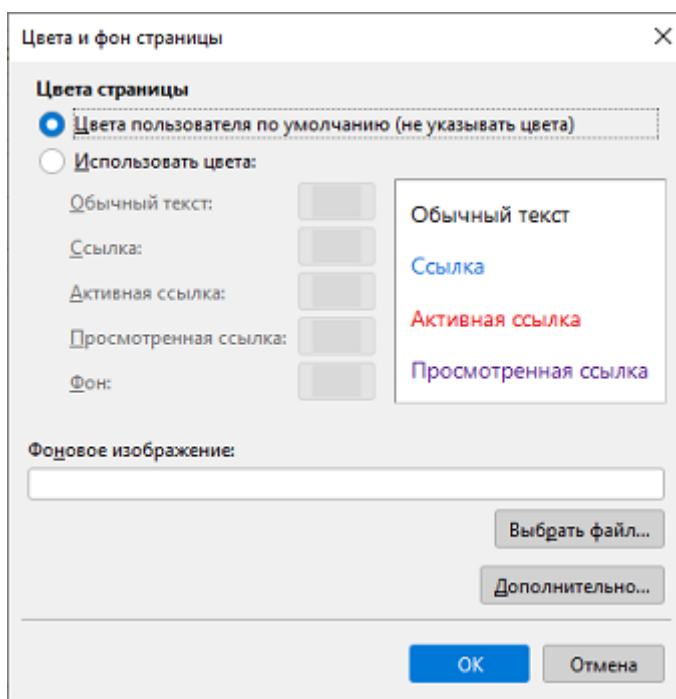 Цвета и фон страницы
Цвета страницы
Цвета пользователя по умолчанию (не указывать цвета)
Использовать цвета:
Обычный текст:
Ссылка:
Активная ссылка:
Просмотренная ссылка:
Фон:
Обычный текст
Ссылка
Активная ссылка
Просмотренная ссылка
Фоновое изображение:
Выбрать файл...
Дополнительно...
ОК Отмена